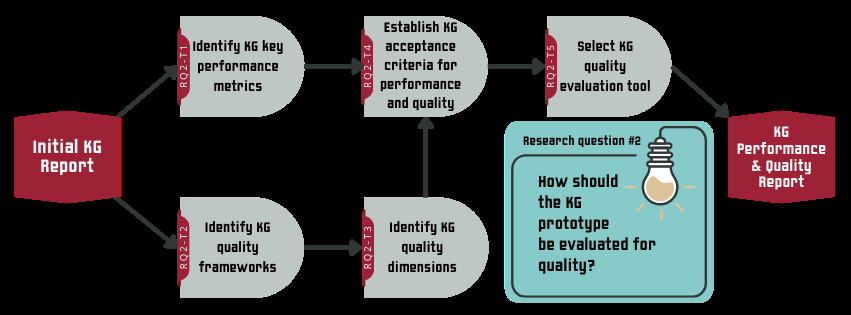 Initial KG
Report
RQ2-T1
Identify KG key
performance
metrics
RQ2-T4
Establish KG
acceptance
criteria for
performance
and quality
RQ2-T5
Select KG
quality
evaluation tool
KG
Performance
& Quality
Report
RQ2-T2
Identify KG
quality
frameworks
RQ2-T3
Identify KG
quality
dimensions
Research question #2
How should
the KG
prototype
be evaluated for
quality?